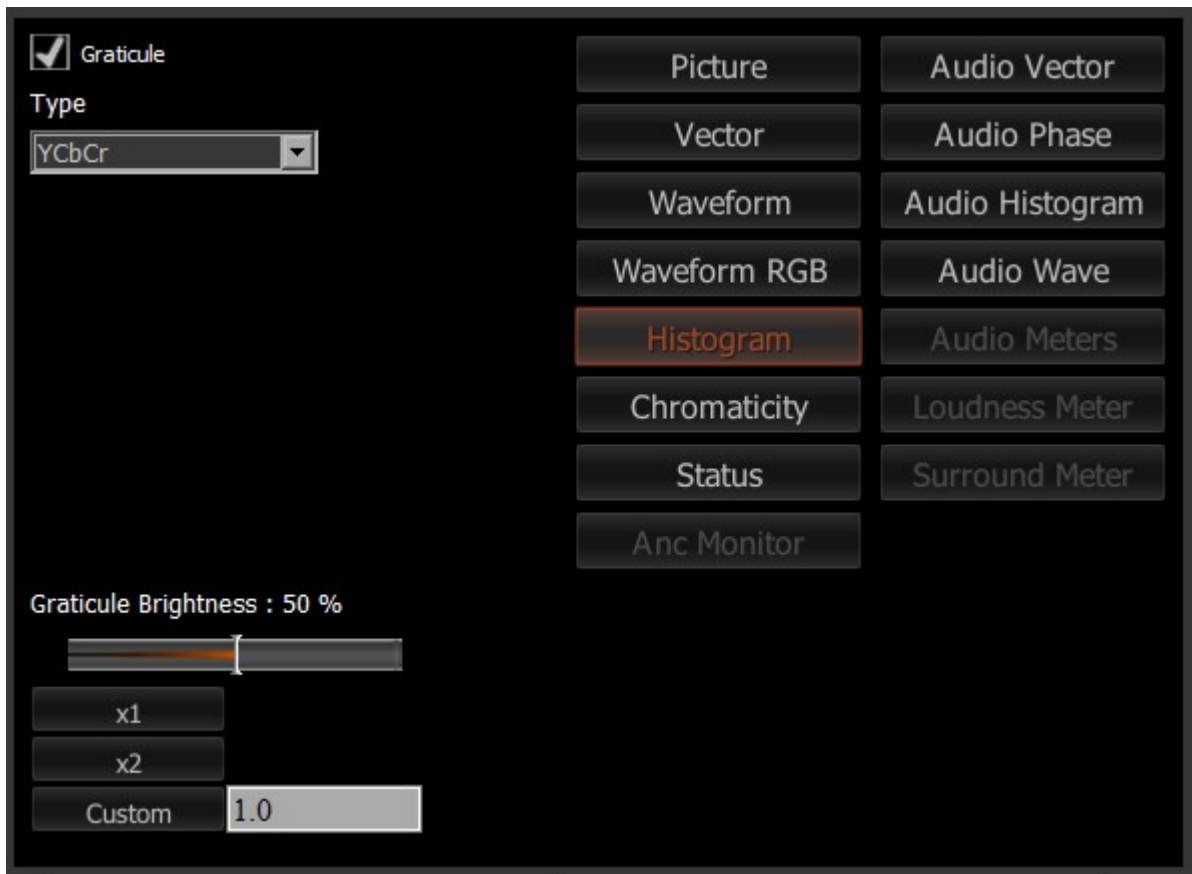 Graticule
Type
YCbCr
Picture
Vector
Waveform
Waveform RGB
Histogram
Chromaticity
Status
Anc Monitor
Audio Vector
Audio Phase
Audio Histogram
Audio Wave
Audio Meters
Loudness Meter
Surround Meter
Graticule Brightness : 50 %
x1
x2
Custom 1.0